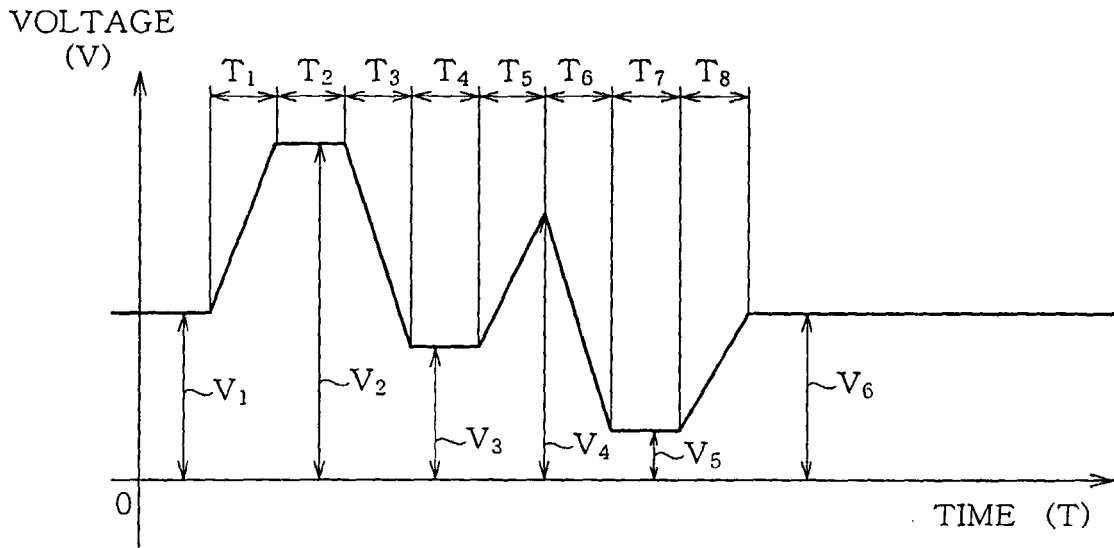 VOLTAGE
(V)
T₁ T₂ T₃ T₄ T₅ T₆ T₇ T₈
V₁
V₂
V₃
V₄
V₅
V₆
0
TIME (T)